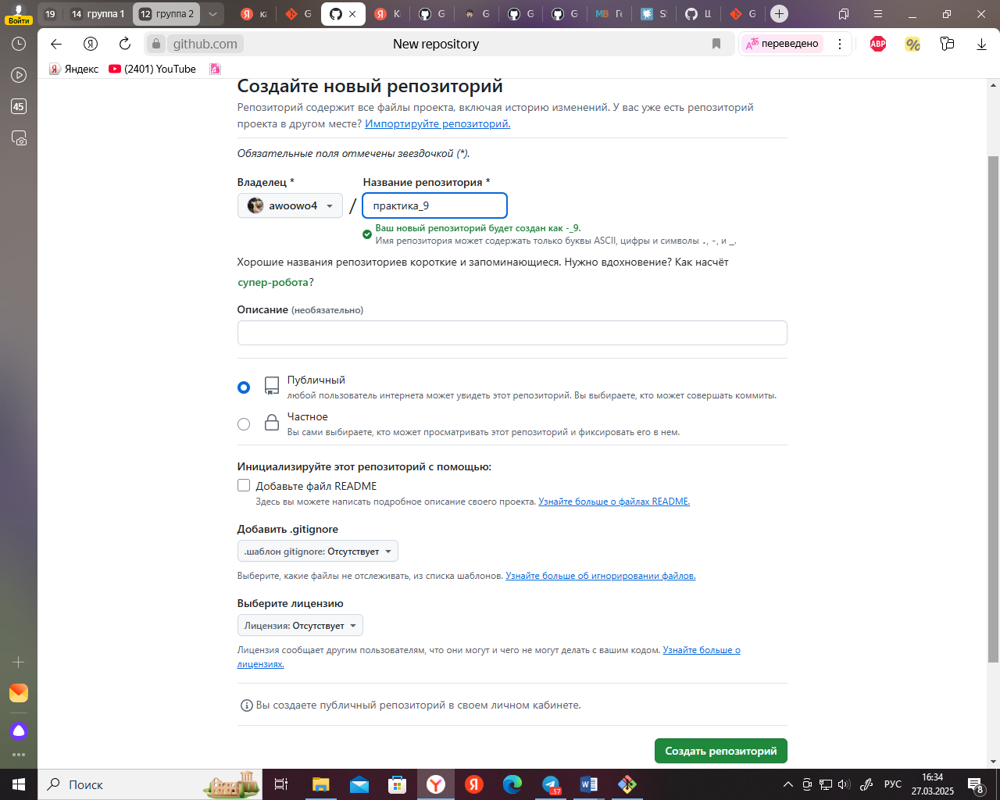 Войти
19
14 группа 1
12 группа 2
ка
G
K
G
G
G
G
MB Ге
S
Ц
G
45
github.com
New repository
переведено
ABP
%
Яндекс
(2401) YouTube
Создайте новый репозиторий
Репозиторий содержит все файлы проекта, включая историю изменений. У вас уже есть репозиторий
проекта в другом месте? Импортируйте репозиторий.
Обязательные поля отмечены звездочкой (*).
Владелец *
Название репозитория *
awoowo4
/
практика_9
Ваш новый репозиторий будет создан как -_9.
Имя репозитория может содержать только буквы ASCII, цифры и символы ., -, и _.
Хорошие названия репозиториев короткие и запоминающиеся. Нужно вдохновение? Как насчёт
супер-робота?
Описание (необязательно)
Публичный
любой пользователь интернета может увидеть этот репозиторий. Вы выбираете, кто может совершать коммиты.
Частное
Вы сами выбираете, кто может просматривать этот репозиторий и фиксировать его в нем.
Инициализируйте этот репозиторий с помощью:
Добавьте файл README
Здесь вы можете написать подробное описание своего проекта. Узнайте больше о файлах README.
Добавить .gitignore
.шаблон gitignore: Отсутствует
Выберите, какие файлы не отслеживать, из списка шаблонов. Узнайте больше об игнорировании файлов.
Выберите лицензию
Лицензия: Отсутствует
Лицензия сообщает другим пользователям, что они могут и чего не могут делать с вашим кодом. Узнайте больше о
лицензиях.
Вы создаете публичный репозиторий в своем личном кабинете.
Создать репозиторий
Поиск
РУС
16:34
27.03.2025
8